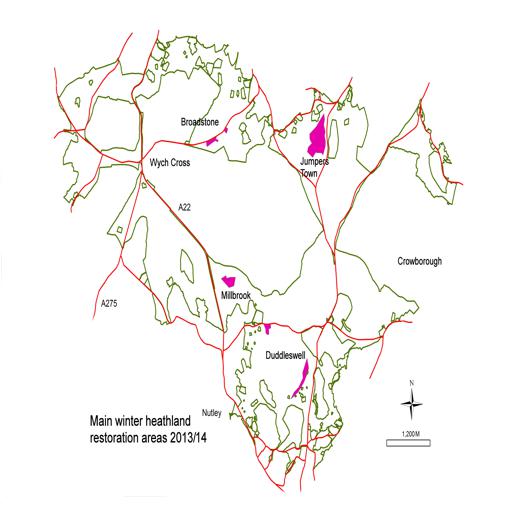 Broadstone
Wych Cross
Jumpers
Town
A22
Crowborough
Millbrook
A275
Duddleswell
Nutley
Main winter heathland
restoration areas 2013/14
N
1,200 M